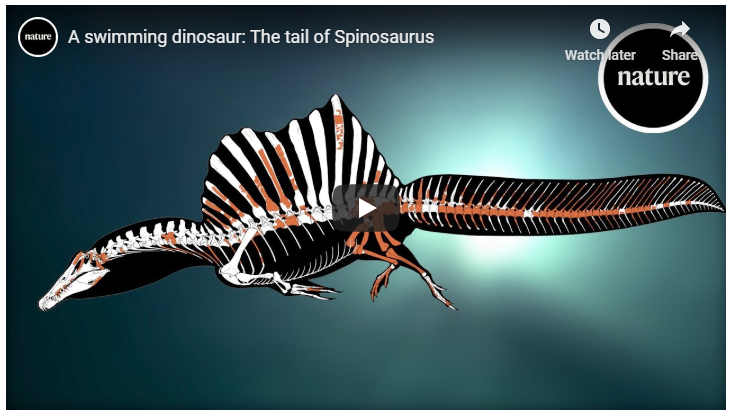 nature
A swimming dinosaur: The tail of Spinosaurus
Watch later
Share
nature